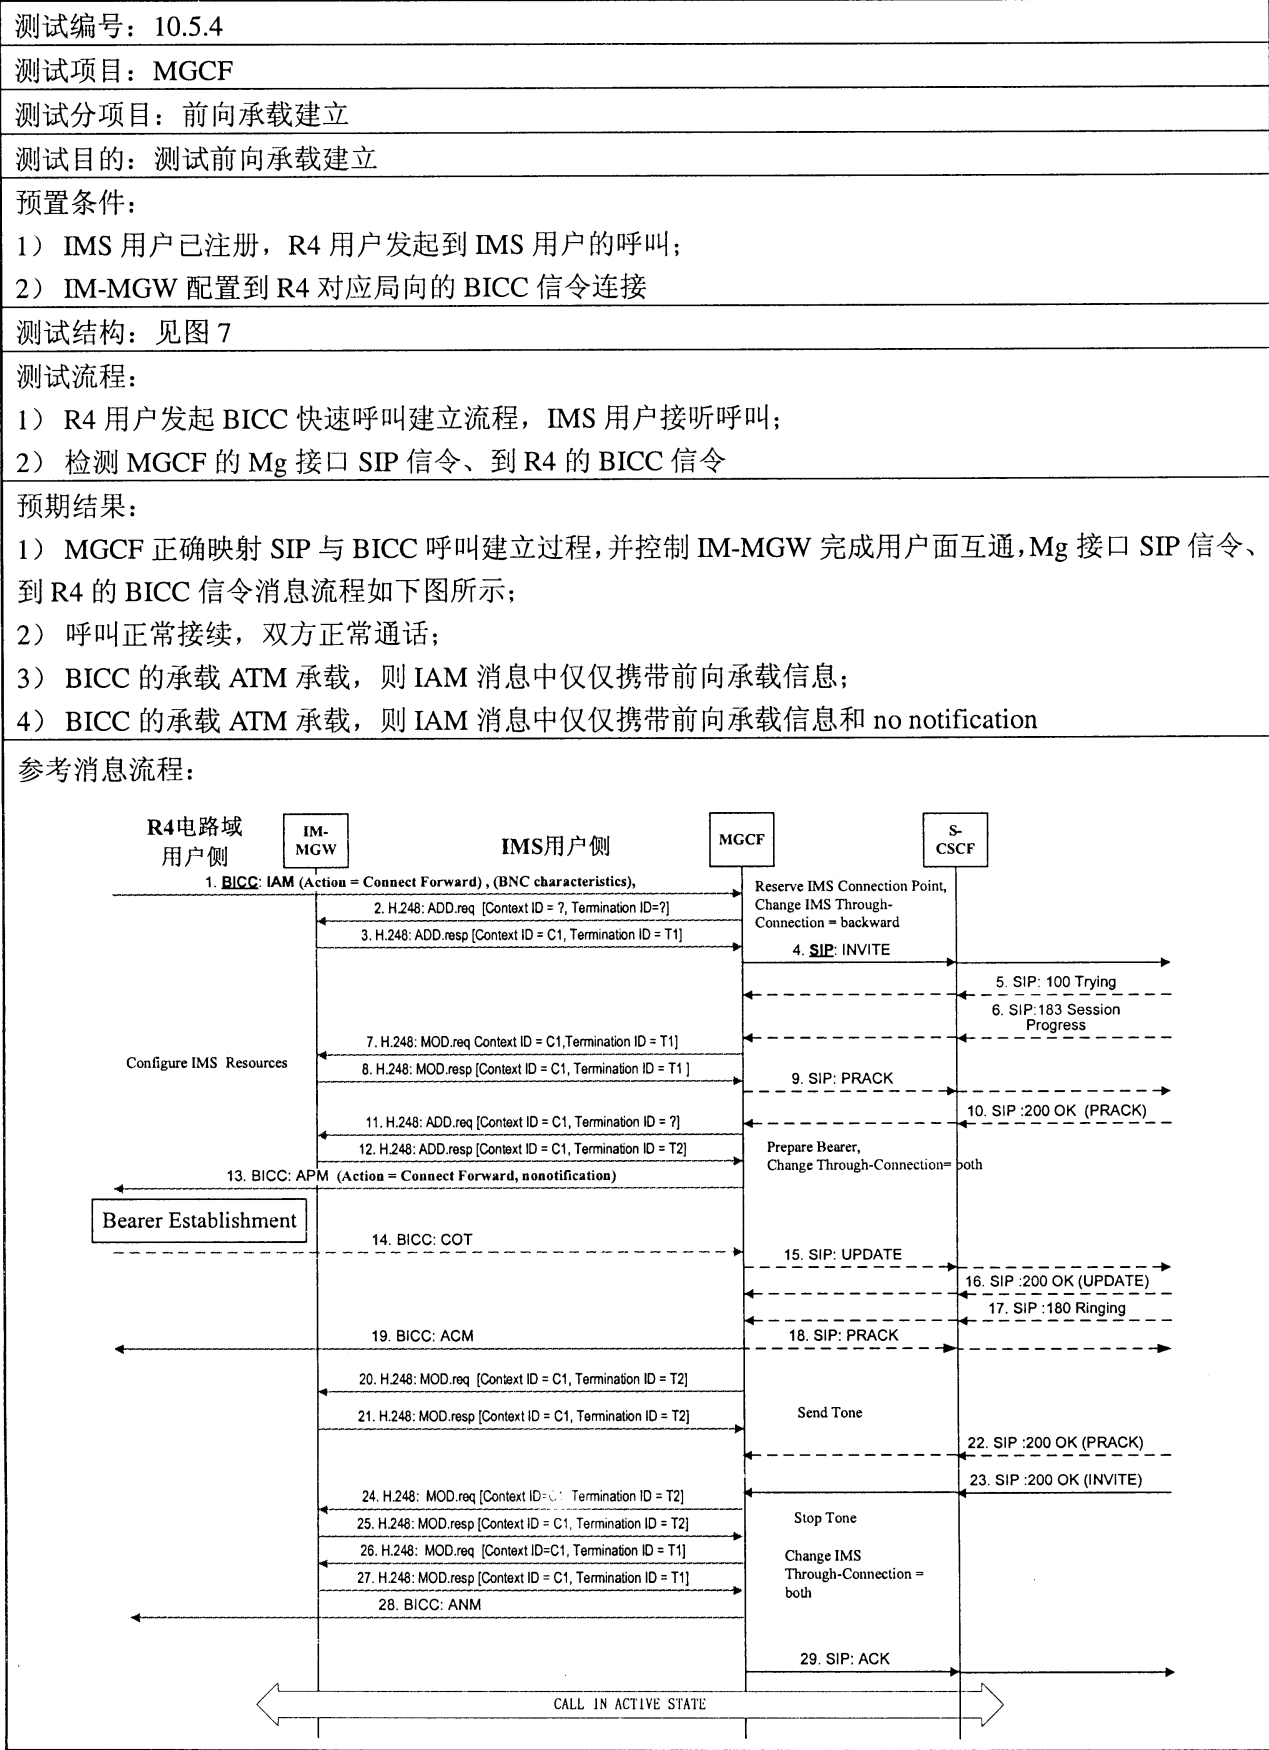 测试编号：10.5.4
测试项目：MGCF
测试分项目：前向承载建立
测试目的：测试前向承载建立
预置条件：
1） IMS 用户已注册，R4 用户发起到 IMS 用户的呼叫；
2） IM-MGW 配置到 R4 对应局向的 BICC 信令连接
测试结构：见图 7
测试流程：
1） R4 用户发起 BICC 快速呼叫建立流程，IMS 用户接听呼叫；
2） 检测 MGCF 的 Mg 接口 SIP 信令、到 R4 的 BICC 信令
预期结果：
1） MGCF 正确映射 SIP 与 BICC 呼叫建立过程，并控制 IM-MGW 完成用户面互通，Mg 接口 SIP 信令、
到 R4 的 BICC 信令消息流程如下图所示；
2） 呼叫正常接续，双方正常通话；
3） BICC 的承载 ATM 承载，则 IAM 消息中仅仅携带前向承载信息；
4） BICC 的承载 ATM 承载，则 IAM 消息中仅仅携带前向承载信息和 no notification
参考消息流程：
R4电路域
用户侧
IM-
MGW
IMS用户侧
MGCF
S-
CSCF
1. BICC: IAM (Action = Connect Forward) , (BNC characteristics),
Reserve IMS Connection Point,
Change IMS Through-
Connection = backward
2. H.248: ADD.req [Context ID = ?, Termination ID=?]
3. H.248: ADD.resp [Context ID = C1, Termination ID = T1]
4. SIP: INVITE
5. SIP: 100 Trying
6. SIP:183 Session
Progress
7. H.248: MOD.req Context ID = C1,Termination ID = T1]
Configure IMS Resources
8. H.248: MOD.resp [Context ID = C1, Termination ID = T1 ]
9. SIP: PRACK
10. SIP :200 OK (PRACK)
11. H.248: ADD.req [Context ID = C1, Termination ID = ?]
12. H.248: ADD.resp [Context ID = C1, Termination ID = T2]
Prepare Bearer,
Change Through-Connection= both
13. BICC: APM (Action = Connect Forward, nonotification)
Bearer Establishment
14. BICC: COT
15. SIP: UPDATE
16. SIP :200 OK (UPDATE)
17. SIP :180 Ringing
19. BICC: ACM
18. SIP: PRACK
20. H.248: MOD.req [Context ID = C1, Termination ID = T2]
21. H.248: MOD.resp [Context ID = C1, Termination ID = T2]
Send Tone
22. SIP :200 OK (PRACK)
23. SIP :200 OK (INVITE)
24. H.248: MOD.req [Context ID= Termination ID = T2]
25. H.248: MOD.resp [Context ID = C1, Termination ID = T2]
Stop Tone
26. H.248: MOD.req [Context ID=C1, Termination ID = T1]
27. H.248: MOD.resp [Context ID = C1, Termination ID = T1]
Change IMS
Through-Connection =
both
28. BICC: ANM
29. SIP: ACK
CALL IN ACTIVE STATE